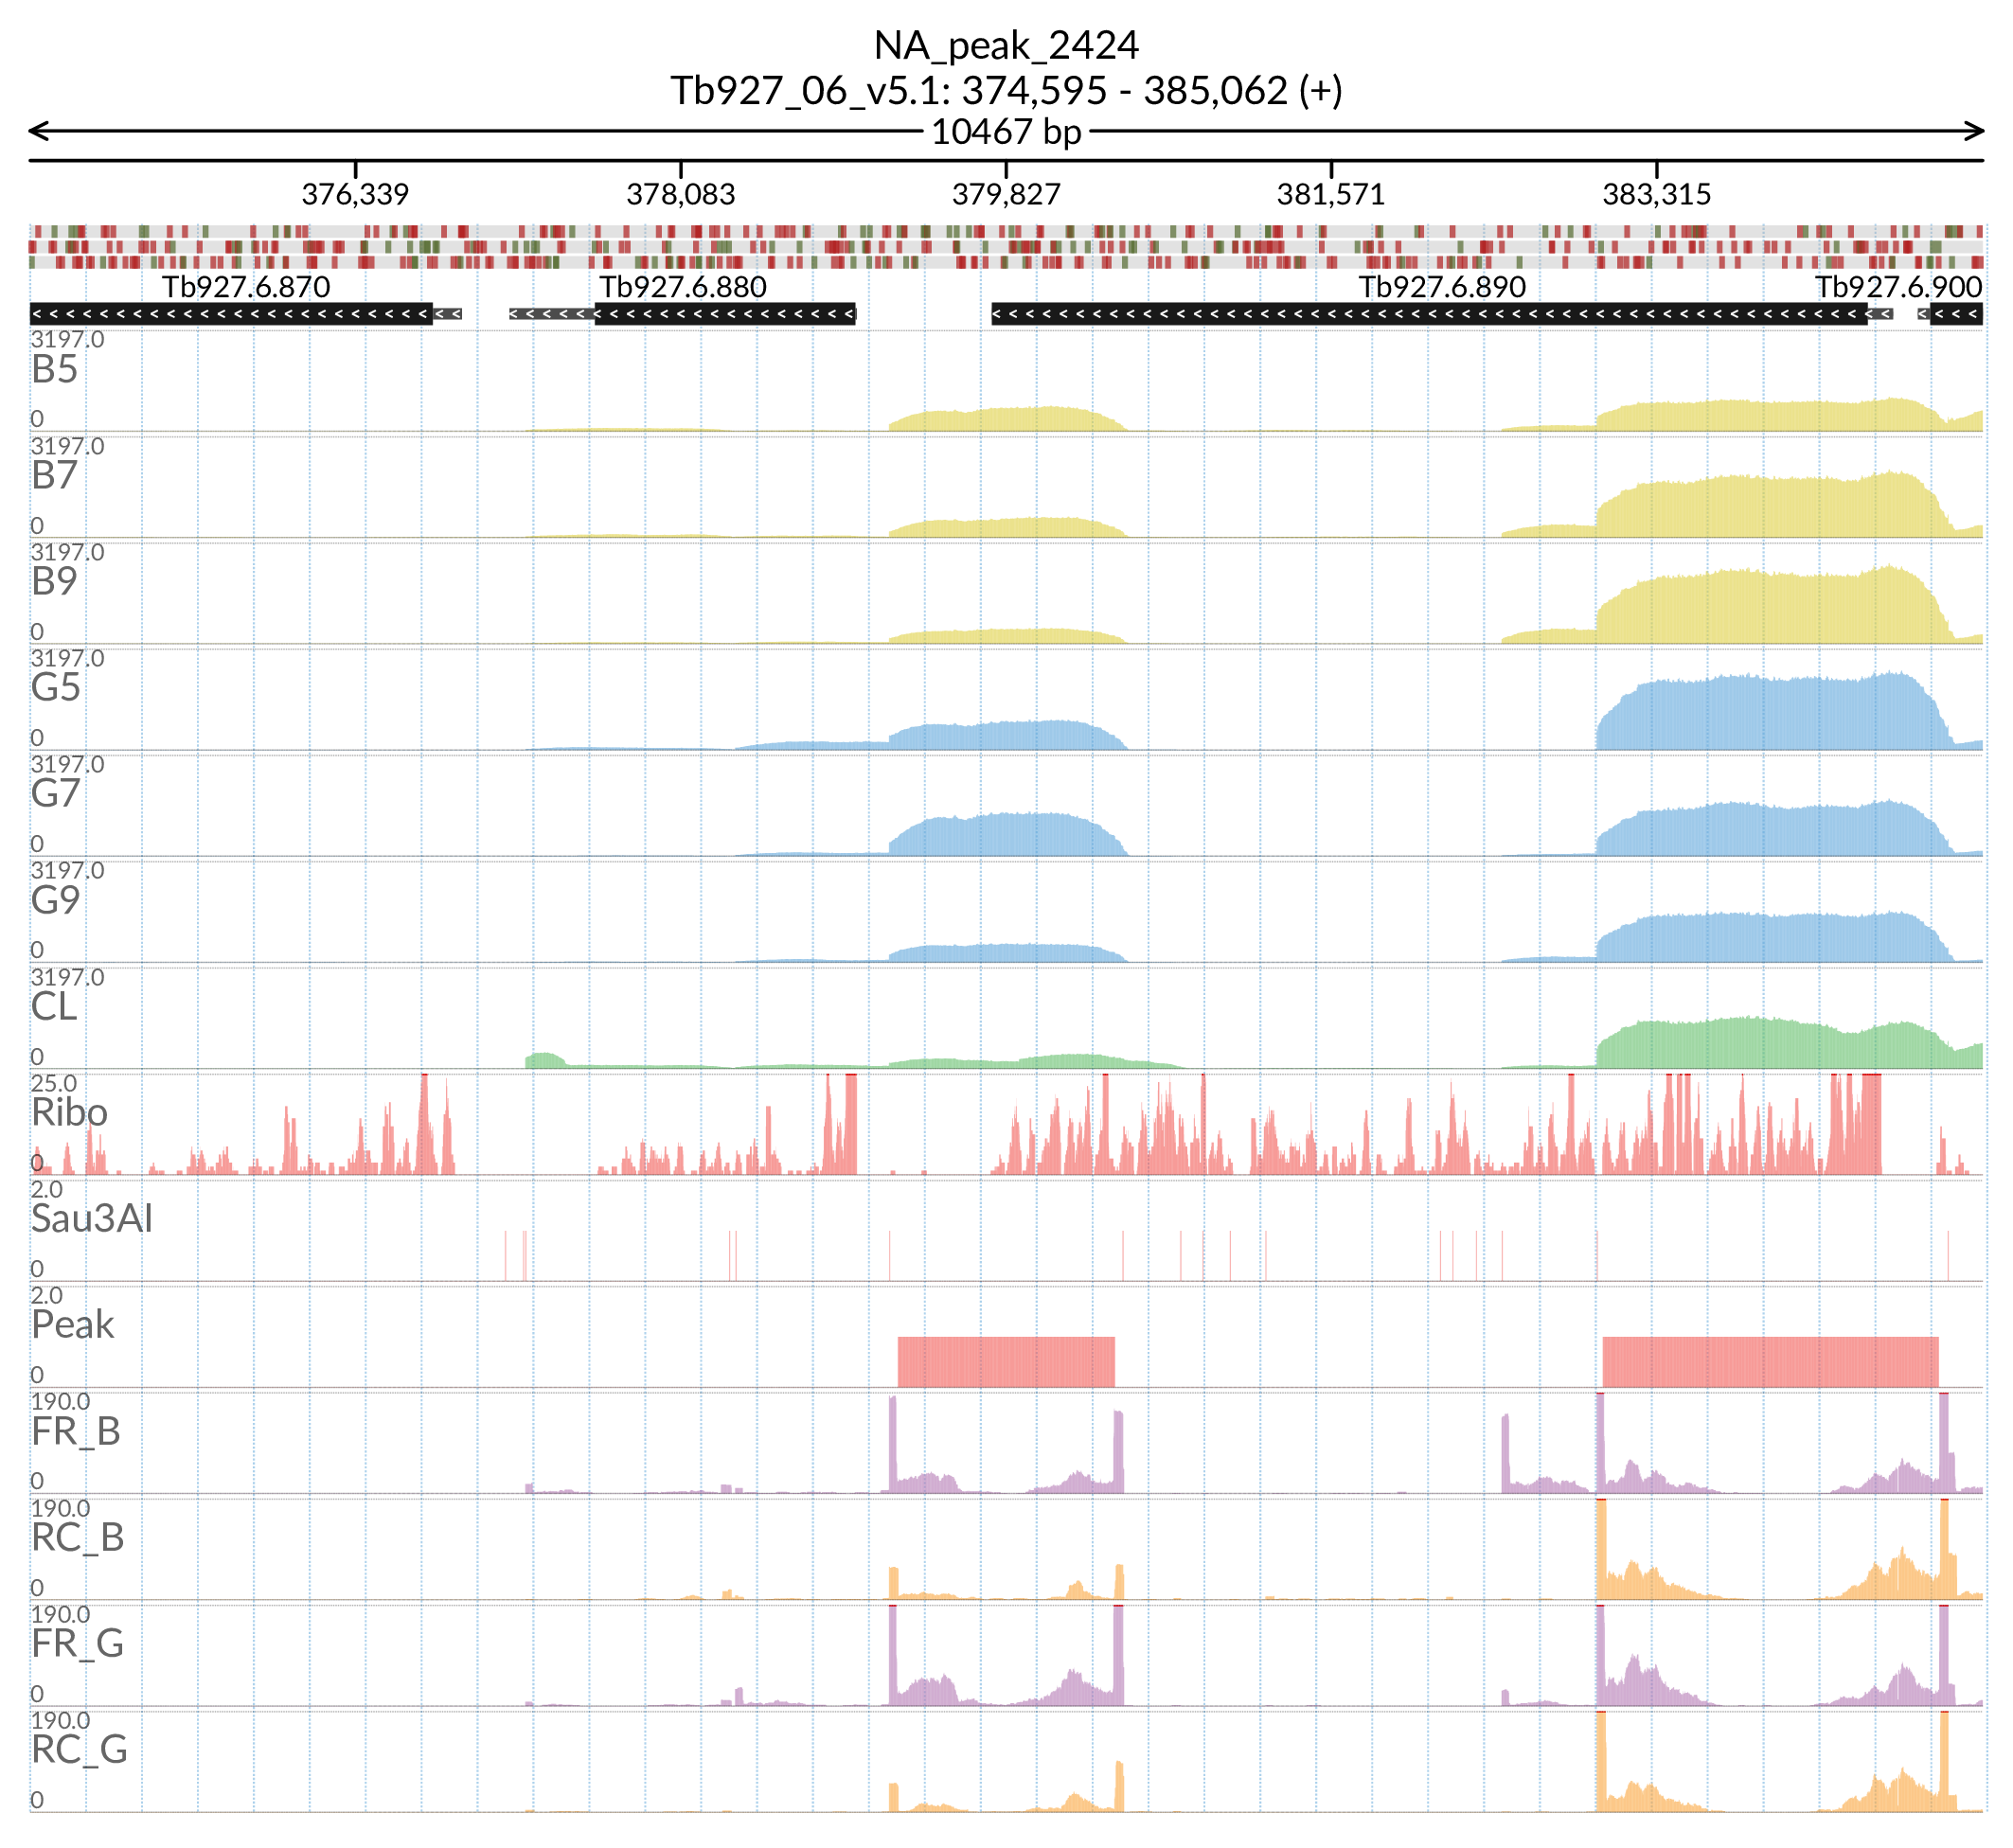 NA_peak_2424
Tb927_06_v5.1: 374,595 - 385,062 (+)
10467 bp
376,339 378,083 379,827 381,571 383,315
Tb927.6.870 Tb927.6.880 Tb927.6.890 Tb927.6.900
3197.0
B5
0
3197.0
B7
0
3197.0
B9
0
3197.0
G5
0
3197.0
G7
0
3197.0
G9
0
3197.0
CL
0
25.0
Ribo
0
2.0
Sau3AI
0
2.0
Peak
0
190.0
FR_B
0
190.0
RC_B
0
190.0
FR_G
0
190.0
RC_G
0